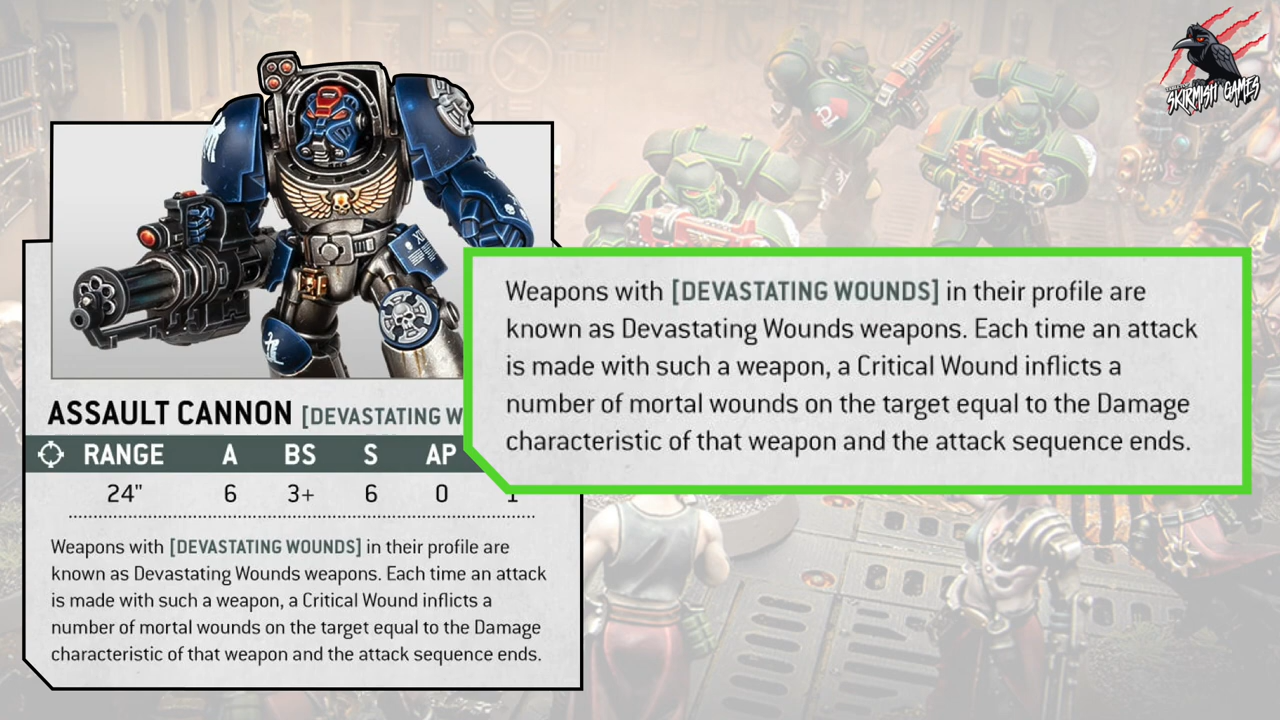 SKIRMISH GAMES
Weapons with [DEVASTATING WOUNDS] in their profile are
known as Devastating Wounds weapons. Each time an attack
is made with such a weapon, a Critical Wound inflicts a
number of mortal wounds on the target equal to the Damage
characteristic of that weapon and the attack sequence ends.
ASSAULT CANNON [DEVASTATING W
RANGE A BS S AP
24" 6 3+ 6 0 1
Weapons with [DEVASTATING WOUNDS] in their profile are
known as Devastating Wounds weapons. Each time an attack
is made with such a weapon, a Critical Wound inflicts a
number of mortal wounds on the target equal to the Damage
characteristic of that weapon and the attack sequence ends.